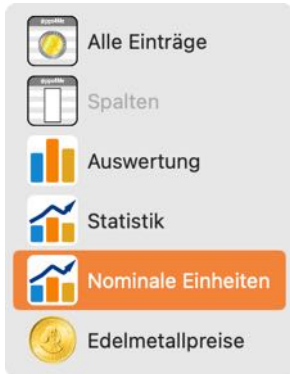 Alle Einträge
Spalten
Auswertung
Statistik
Nominale Einheiten
Edelmetallpreise